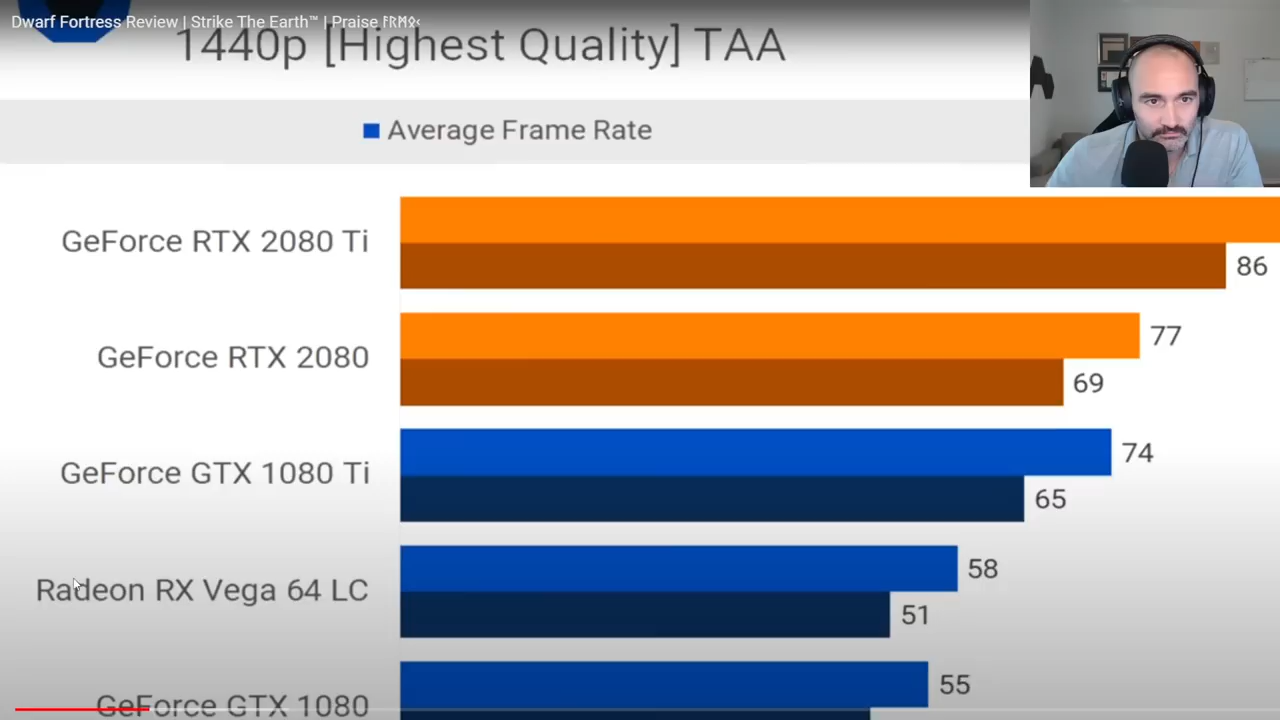 Dwarf Fortress Review | Strike The Earth™ | Praise ᚨᚱᛗᛟᚲ
1440p [Highest Quality] TAA
Average Frame Rate
GeForce RTX 2080 Ti
86
GeForce RTX 2080
77
69
GeForce GTX 1080 Ti
74
65
Radeon RX Vega 64 LC
58
51
GeForce GTX 1080
55